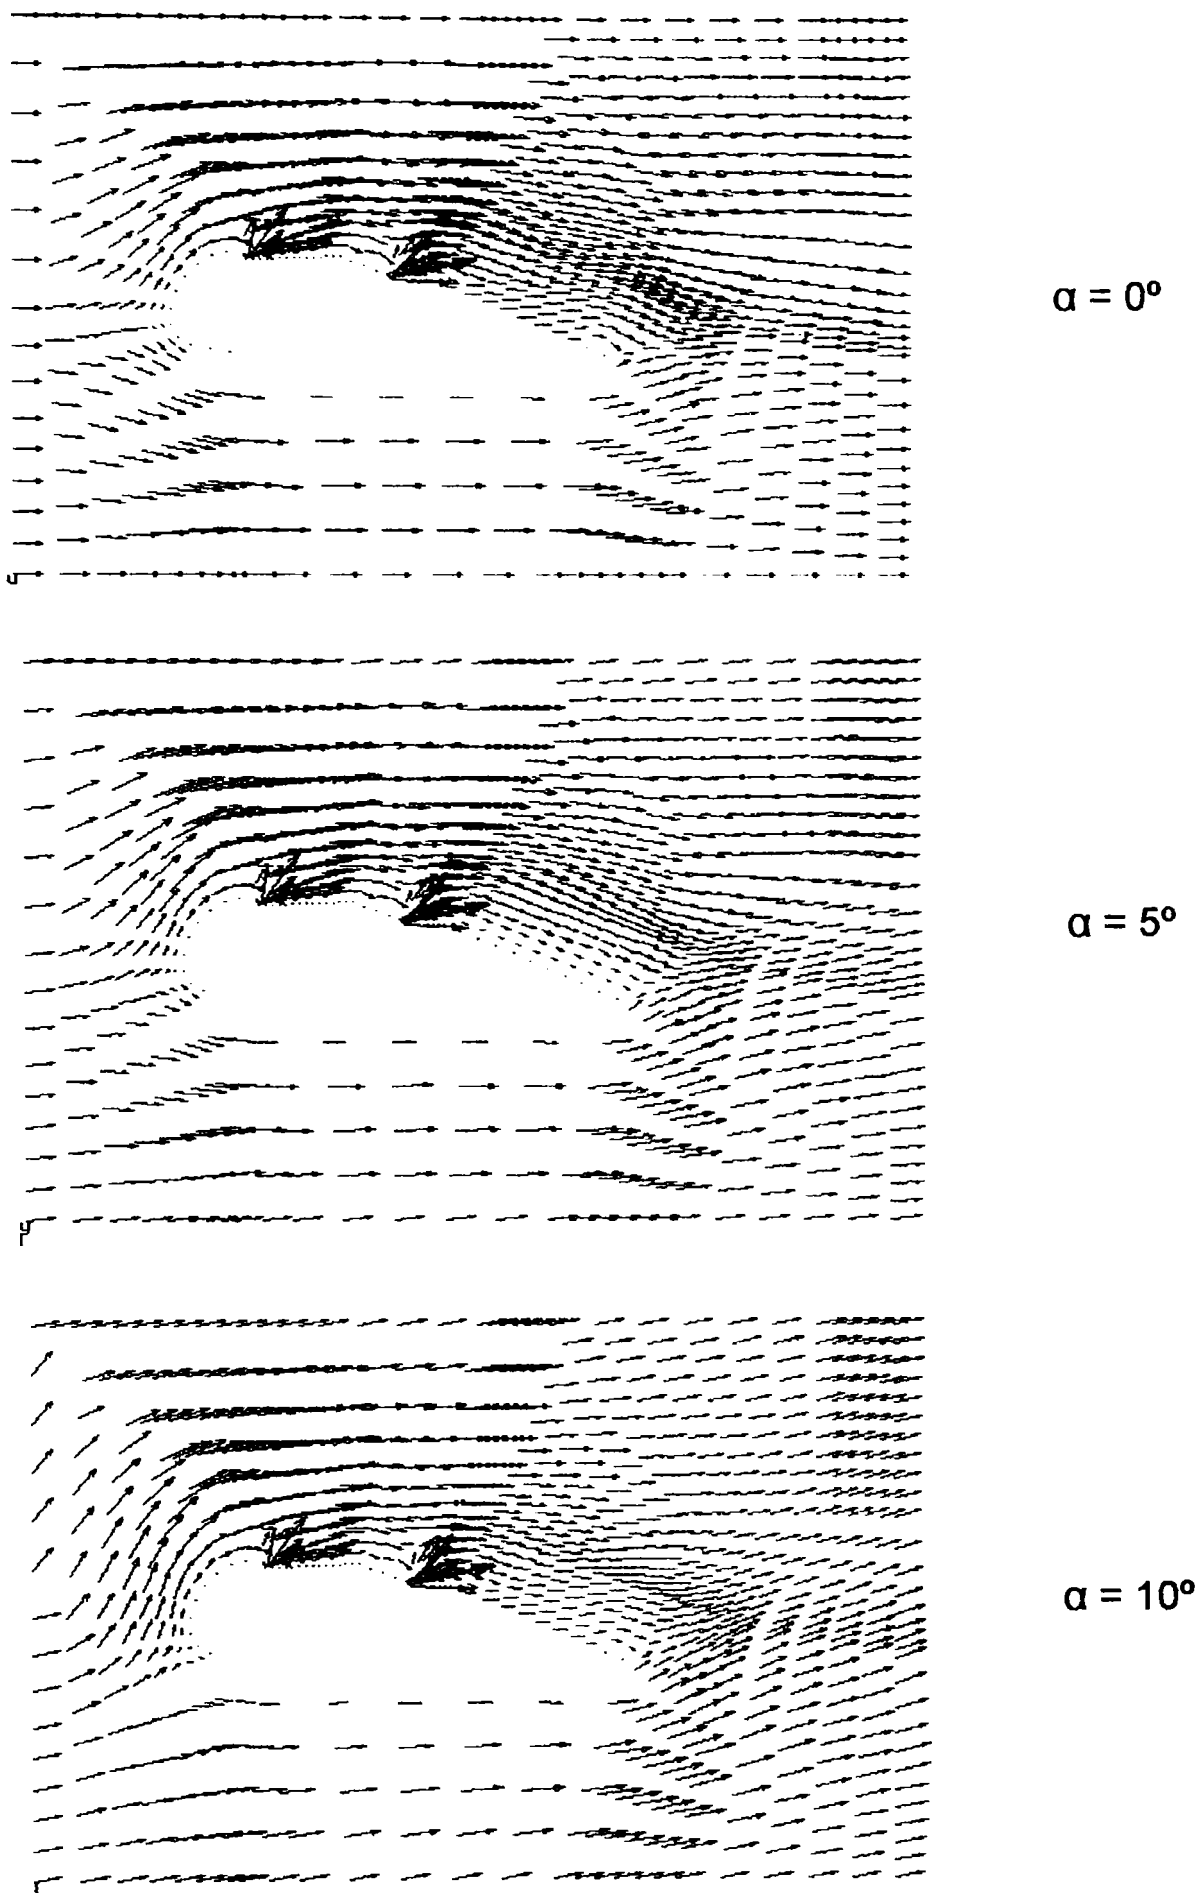 α = 0º
α = 5º
α = 10º